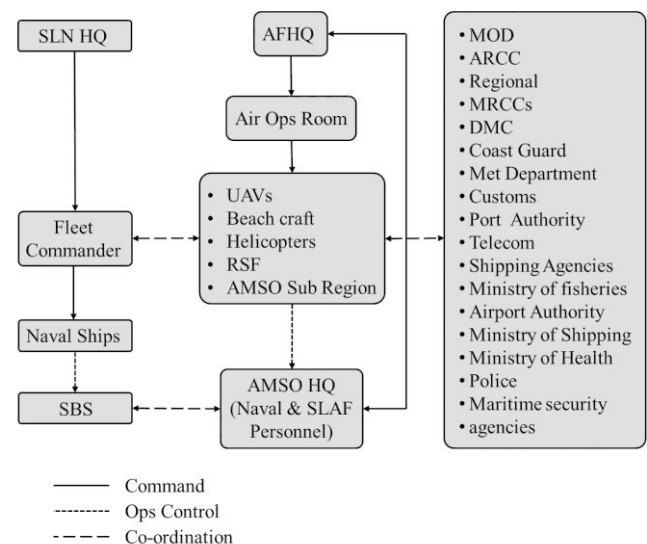 SLN HQ
AFHQ
Air Ops Room
• UAVs
• Beach craft
• Helicopters
• RSF
• AMSO Sub Region
Fleet
Commander
Naval Ships
SBS
AMSO HQ
(Naval & SLAF
Personnel)
• MOD
• ARCC
• Regional
• MRCCs
• DMC
• Coast Guard
• Met Department
• Customs
• Port Authority
• Telecom
• Shipping Agencies
• Ministry of fisheries
• Airport Authority
• Ministry of Shipping
• Ministry of Health
• Police
• Maritime security
• agencies
Command
Ops Control
Co-ordination